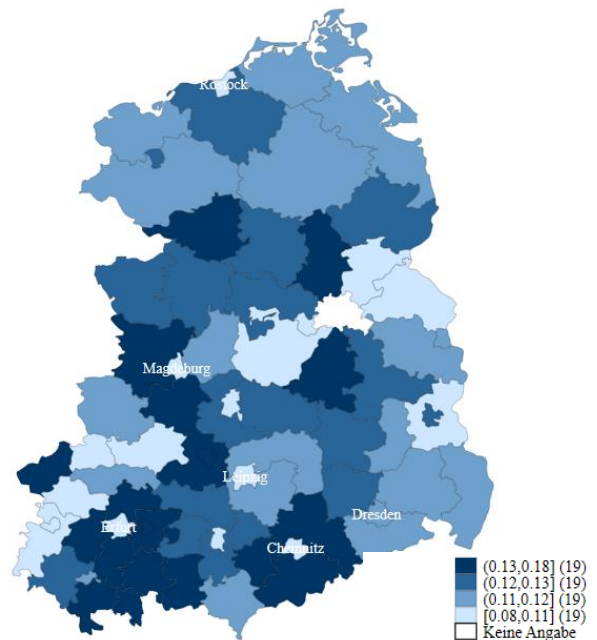 Rostock
Magdeburg
Leipzig
Dresden
Erfurt
Chemnitz
(0.13,0.18] (19)
(0.12,0.13] (19)
(0.11,0.12] (19)
[0.08,0.11] (19)
Keine Angabe